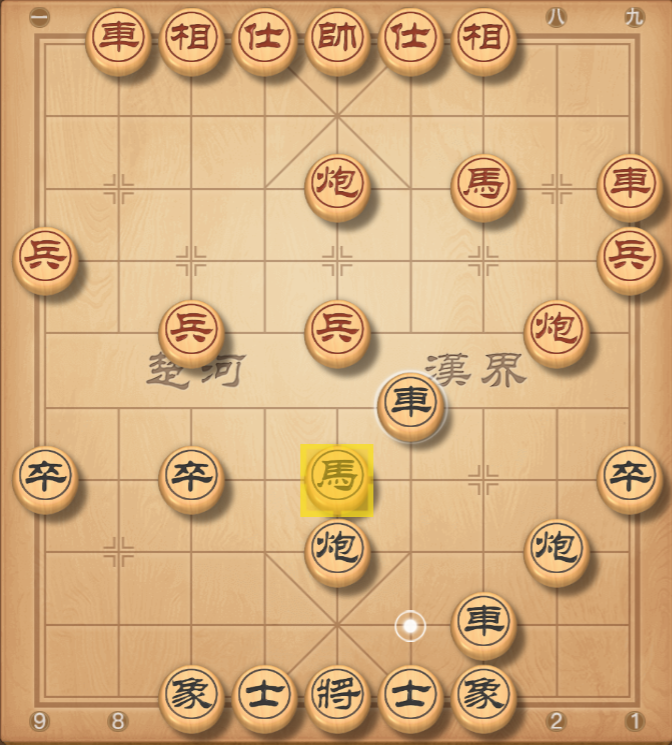 一 車 相 仕 帥 仕 相 八 九
炮 馬 車
兵 兵
兵 兵 炮
楚河 漢界
車
卒 卒 馬 卒
炮 炮
車
象 士 將 士 象
9 8 2 1